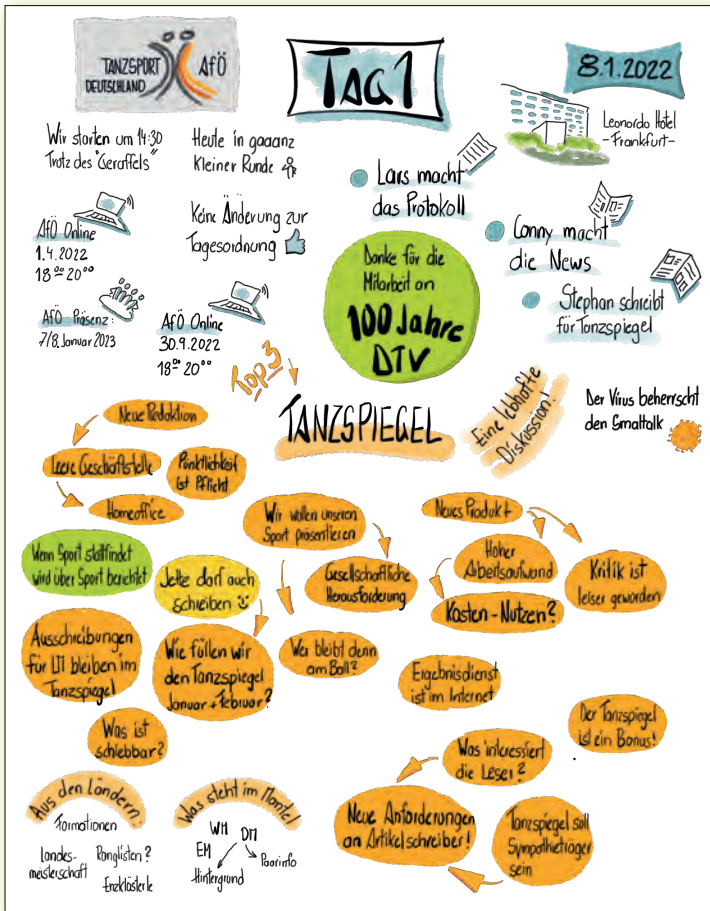 TANZSPORT
DEUTSCHLAND
AfÖ
TAG 1
8.1.2022
Leonardo Hotel
-Frankfurt-
Wir starten um 14:30
Trotz des "Geraffels"
Heute in gaaanz
kleiner Runde
Lars macht
das Protokoll
AfÖ Online
1.4.2022
18⁰⁰ 20⁰⁰
Keine Änderung zur
Tagesordnung
Conny macht
die News
Danke für die
Mitarbeit an
100 Jahre
DTV
Stephan schreibt
für Tanzspiegel
AfÖ Präsenz:
7/8. Januar 2023
AfÖ Online
30.9.2022
18⁰⁰ 20⁰⁰
Top 3
TANZSPIEGEL
Eine lebhafte
Diskussion!
Der Virus beherrscht
den Smalltalk
Neue Redaktion
Leere Geschäftstelle
Pünktlichkeit
ist Pflicht
Homeoffice
Wir wollen unseren
Sport präsentieren
Neues Produkt
Wenn Sport stattfindet
wird über Sport berichtet
Jette darf auch
schreiben
Gesellschaftliche
Herausforderung
Hoher
Arbeitsaufwand
Kritik ist
leiser geworden
Kosten-Nutzen?
Ausschreibungen
für LM bleiben im
Tanzspiegel
Wie füllen wir
den Tanzspiegel
Januar + Februar?
Wer bleibt denn
am Ball?
Ergebnisdienst
ist im Internet
Was ist
schiebbar?
Der Tanzspiegel
ist ein Bonus!
Was interessiert
die Leser?
Aus den Ländern:
Formationen
Landes-
meisterschaft
Ranglisten?
Enzklösterle
Was steht im Mantel
WM
DM
EM
Paarinfo
Hintergrund
Neue Anforderungen
an Artikelschreiber!
Tanzspiegel soll
Sympathieträger
sein